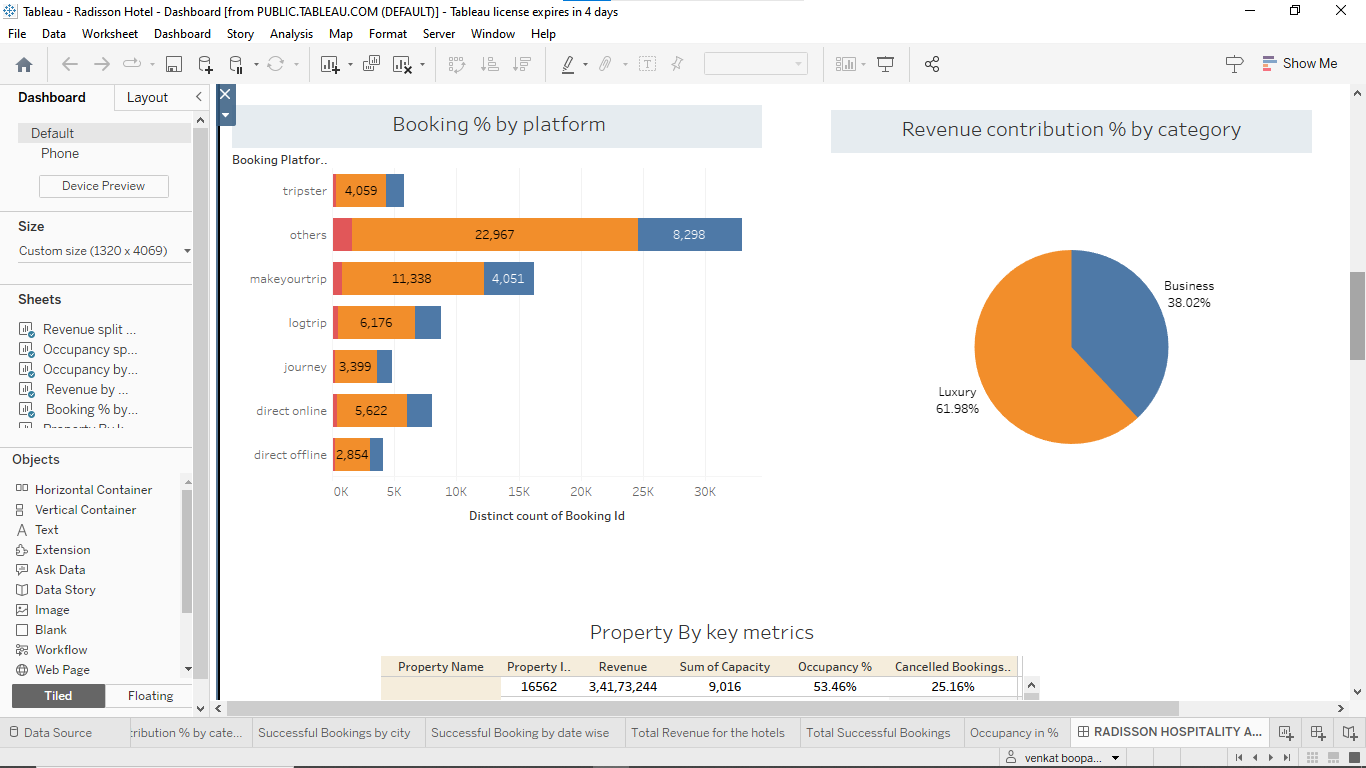 Tableau - Radisson Hotel - Dashboard [from PUBLIC.TABLEAU.COM (DEFAULT)] - Tableau license expires in 4 days
File Data Worksheet Dashboard Story Analysis Map Format Server Window Help
Show Me
Dashboard Layout
Default
Phone
Device Preview
Size
Custom size (1320 x 4069)
Sheets
Revenue split ...
Occupancy sp...
Occupancy by...
Revenue by ...
Booking % by...
Objects
Horizontal Container
Vertical Container
Text
Extension
Ask Data
Data Story
Image
Blank
Workflow
Web Page
Tiled Floating
Booking % by platform
Booking Platfor..
tripster 4,059
others 22,967 8,298
makeyourtrip 11,338 4,051
logtrip 6,176
journey 3,399
direct online 5,622
direct offline 2,854
0K 5K 10K 15K 20K 25K 30K
Distinct count of Booking Id
Revenue contribution % by category
Business
38.02%
Luxury
61.98%
Property By key metrics
Property Name Property I.. Revenue Sum of Capacity Occupancy % Cancelled Bookings..
16562 3,41,73,244 9,016 53.46% 25.16%
Data Source tribution % by cate... Successful Bookings by city Successful Booking by date wise Total Revenue for the hotels Total Successful Bookings Occupancy in % RADISSON HOSPITALITY A...
venkat boopa...